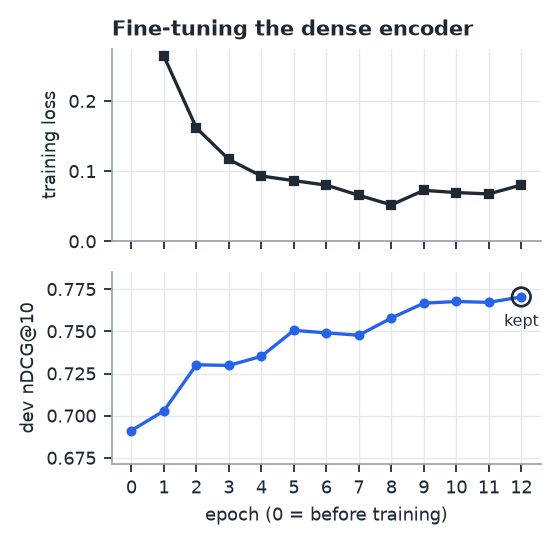 Fine-tuning the dense encoder
training loss
0.2
0.1
0.0
dev nDCG@10
0.775
0.750
0.725
0.700
0.675
kept
0 1 2 3 4 5 6 7 8 9 10 11 12
epoch (0 = before training)